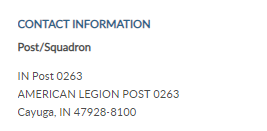 CONTACT INFORMATION
Post/Squadron
IN Post 0263
AMERICAN LEGION POST 0263
Cayuga, IN 47928-8100